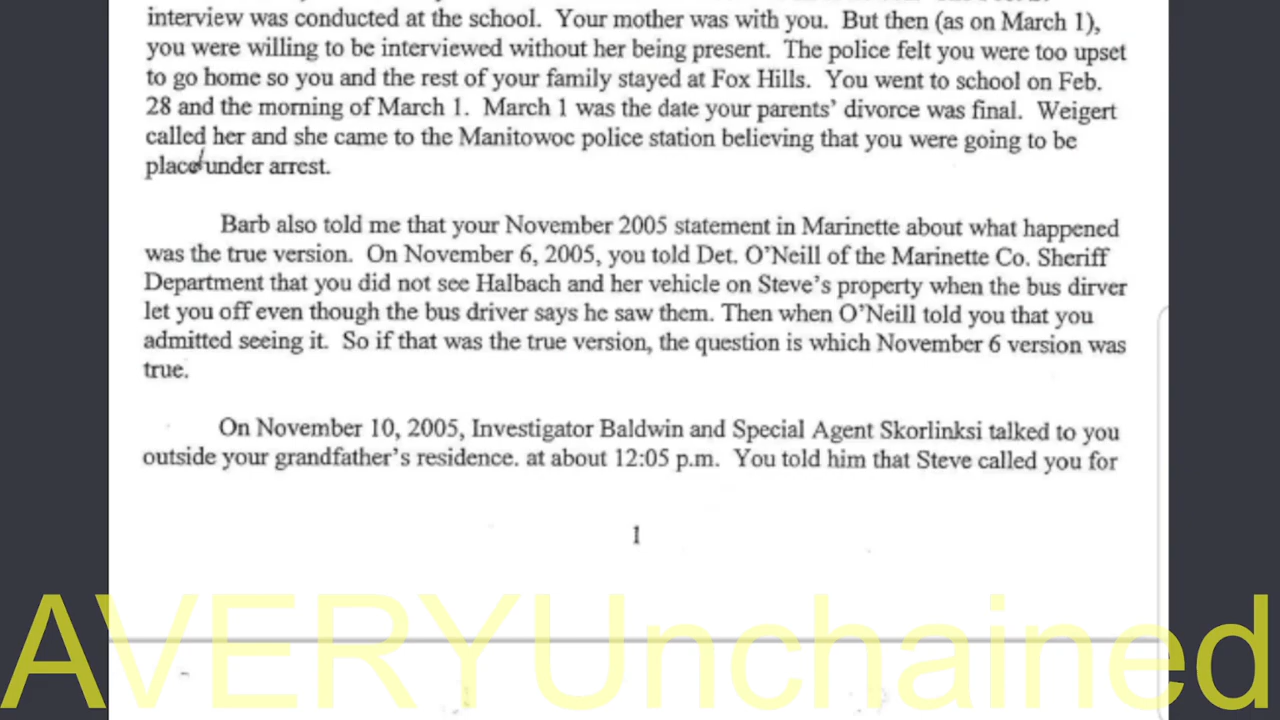 interview was conducted at the school. Your mother was with you. But then (as on March 1),
you were willing to be interviewed without her being present. The police felt you were too upset
to go home so you and the rest of your family stayed at Fox Hills. You went to school on Feb.
28 and the morning of March 1. March 1 was the date your parents' divorce was final. Weigert
called her and she came to the Manitowoc police station believing that you were going to be
place under arrest.
Barb also told me that your November 2005 statement in Marinette about what happened
was the true version. On November 6, 2005, you told Det. O'Neill of the Marinette Co. Sheriff
Department that you did not see Halbach and her vehicle on Steve's property when the bus dirver
let you off even though the bus driver says he saw them. Then when O'Neill told you that you
admitted seeing it. So if that was the true version, the question is which November 6 version was
true.
On November 10, 2005, Investigator Baldwin and Special Agent Skorlinksi talked to you
outside your grandfather's residence. at about 12:05 p.m. You told him that Steve called you for
1
AVERYUnchained